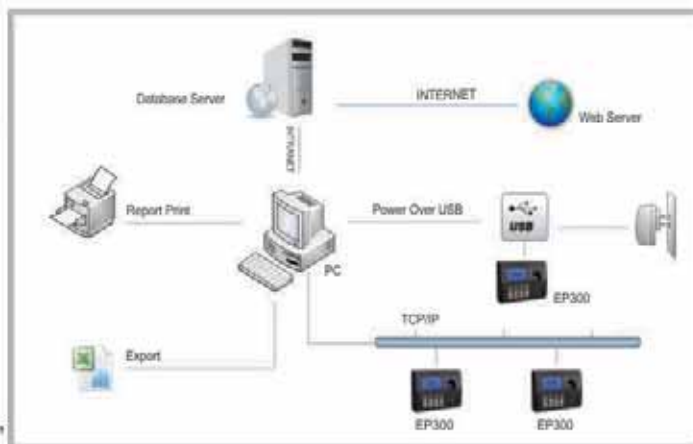 Database Server
INTERNET
Web Server
INTRANET
Report Print
Power Over USB
USB
PC
EP300
TCP/IP
Export
EP300
EP300